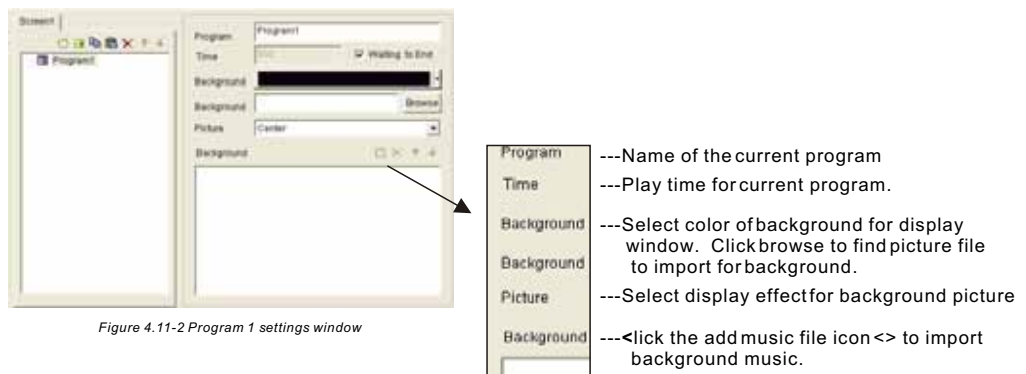 Screen1
Program1
Program Program1
Time Waiting to End
Background
Background Browse
Picture Center
Background
Figure 4.11-2 Program 1 settings window
Program ---Name of the current program
Time ---Play time for current program.
Background ---Select color of background for display
window. Click browse to find picture file
Background to import for background.
Picture ---Select display effect for background picture
Background ---<lick the add music file icon <> to import
background music.